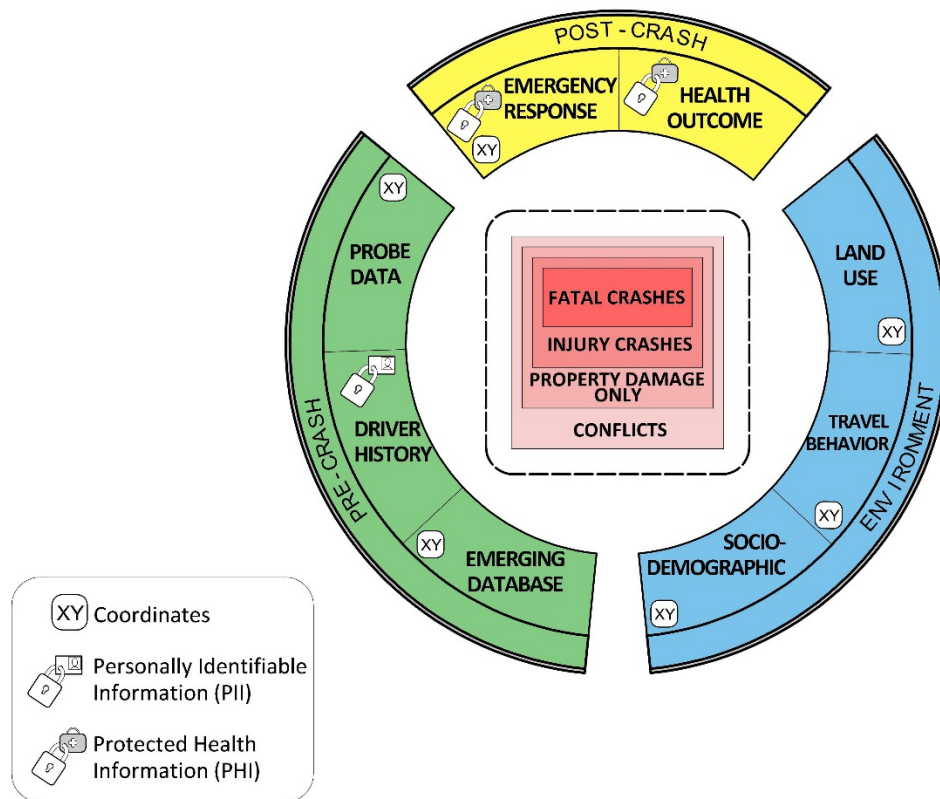 POST - CRASH
EMERGENCY
RESPONSE
XY
HEALTH
OUTCOME
PRE - CRASH
XY
PROBE
DATA
DRIVER
HISTORY
XY
EMERGING
DATABASE
FATAL CRASHES
INJURY CRASHES
PROPERTY DAMAGE
ONLY
CONFLICTS
ENVIRONMENT
LAND
USE
XY
TRAVEL
BEHAVIOR
XY
SOCIO-
DEMOGRAPHIC
XY
XY Coordinates
Personally Identifiable
Information (PII)
Protected Health
Information (PHI)